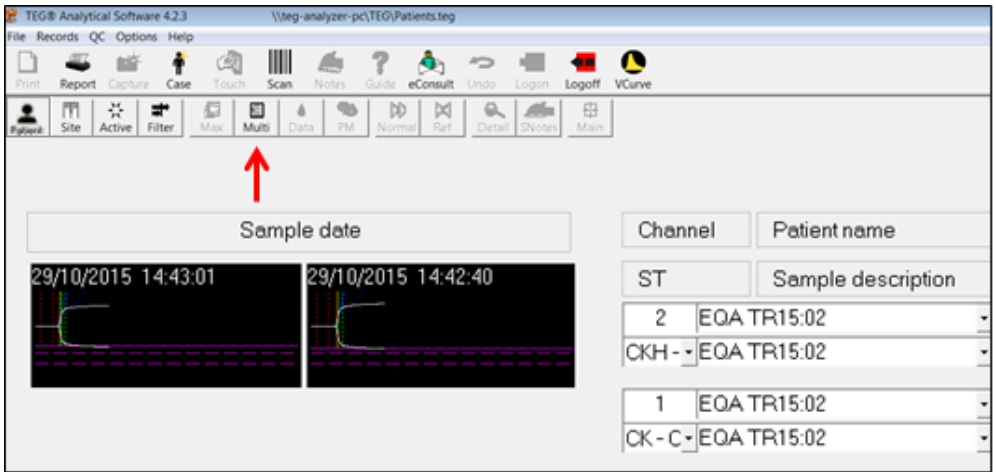 TEG® Analytical Software 4.2.3 \\teg-analyzer-pc\TEG\Patients.teg
File Records QC Options Help
Print Report Capture Case Touch Scan Notes Guide eConsult Undo Logon Logoff VCurve
Patient Site Active Filter Max Multi Data PM Normal Ref Detail SNotes Main
Sample date Channel Patient name
29/10/2015 14:43:01 29/10/2015 14:42:40 ST Sample description
2 EQA TR15:02
CKH - EQA TR15:02
1 EQA TR15:02
CK - C EQA TR15:02